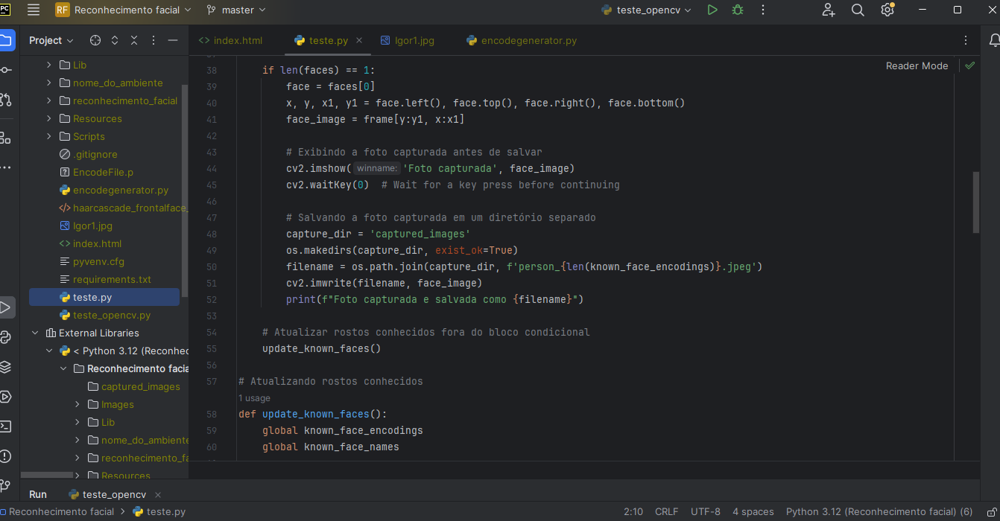 PC
RF Reconhecimento facial
master
teste_opencv
Project
index.html
teste.py
Igor1.jpg
encodegenerator.py
Reader Mode
Lib
nome_do_ambiente
reconhecimento_facial
Resources
Scripts
.gitignore
EncodeFile.p
encodegenerator.py
haarcascade_frontalface_
Igor1.jpg
index.html
pyvenv.cfg
requirements.txt
teste.py
teste_opencv.py
External Libraries
< Python 3.12 (Reconhec
Reconhecimento facia
captured_images
Images
Lib
nome_do_ambiente
reconhecimento_fa
Resources
38 if len(faces) == 1:
39 face = faces[0]
40 x, y, x1, y1 = face.left(), face.top(), face.right(), face.bottom()
41 face_image = frame[y:y1, x:x1]
42
43 # Exibindo a foto capturada antes de salvar
44 cv2.imshow( winname: 'Foto capturada', face_image)
45 cv2.waitKey(0)  # Wait for a key press before continuing
46
47 # Salvando a foto capturada em um diretório separado
48 capture_dir = 'captured_images'
49 os.makedirs(capture_dir, exist_ok=True)
50 filename = os.path.join(capture_dir, f'person_{len(known_face_encodings)}.jpeg')
51 cv2.imwrite(filename, face_image)
52 print(f"Foto capturada e salvada como {filename}")
53
54 # Atualizar rostos conhecidos fora do bloco condicional
55 update_known_faces()
56
57 # Atualizando rostos conhecidos
1 usage
58 def update_known_faces():
59 global known_face_encodings
60 global known_face_names
Run
teste_opencv
Reconhecimento facial
teste.py
2:10
CRLF
UTF-8
4 spaces
Python 3.12 (Reconhecimento facial) (6)